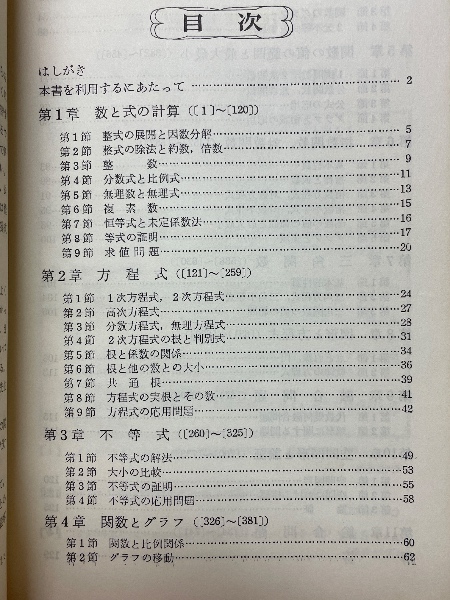 目次
はしがき
本書を利用するにあたって 2
第1章 数と式の計算 ([1]~[120])
第1節 整式の展開と因数分解 5
第2節 整式の除法と約数，倍数 7
第3節 整数 9
第4節 分数式と比例式 11
第5節 無理数と無理式 13
第6節 複素数 15
第7節 恒等式と未定係数法 16
第8節 等式の証明 17
第9節 求値問題 20
第2章 方程式 ([121]~[259])
第1節 1次方程式，2次方程式 24
第2節 高次方程式 27
第3節 分数方程式，無理方程式 28
第4節 2次方程式の根と判別式 31
第5節 根と係数の関係 34
第6節 根と他の数との大小 36
第7節 共通根 39
第8節 方程式の実根とその数 41
第9節 方程式の応用問題 42
第3章 不等式 ([260]~[325])
第1節 不等式の解法 49
第2節 大小の比較 53
第3節 不等式の証明 55
第4節 不等式の応用問題 58
第4章 関数とグラフ ([326]~[381])
第1節 関数と比例関係 60
第2節 グラフの移動 62